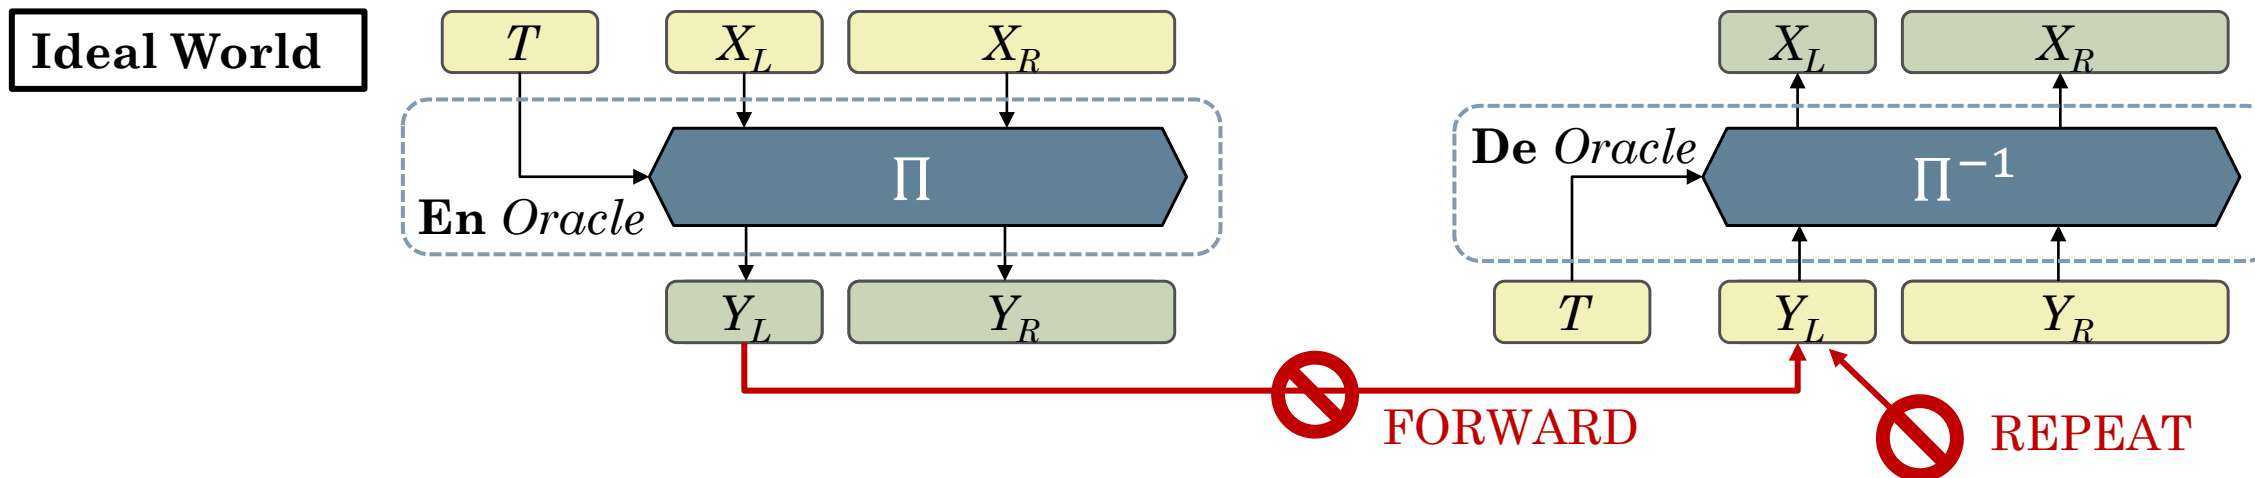 Ideal World
T X_L X_R
Π
En Oracle
Y_L Y_R
X_L X_R
De Oracle
Π⁻¹
T Y_L Y_R
FORWARD
REPEAT